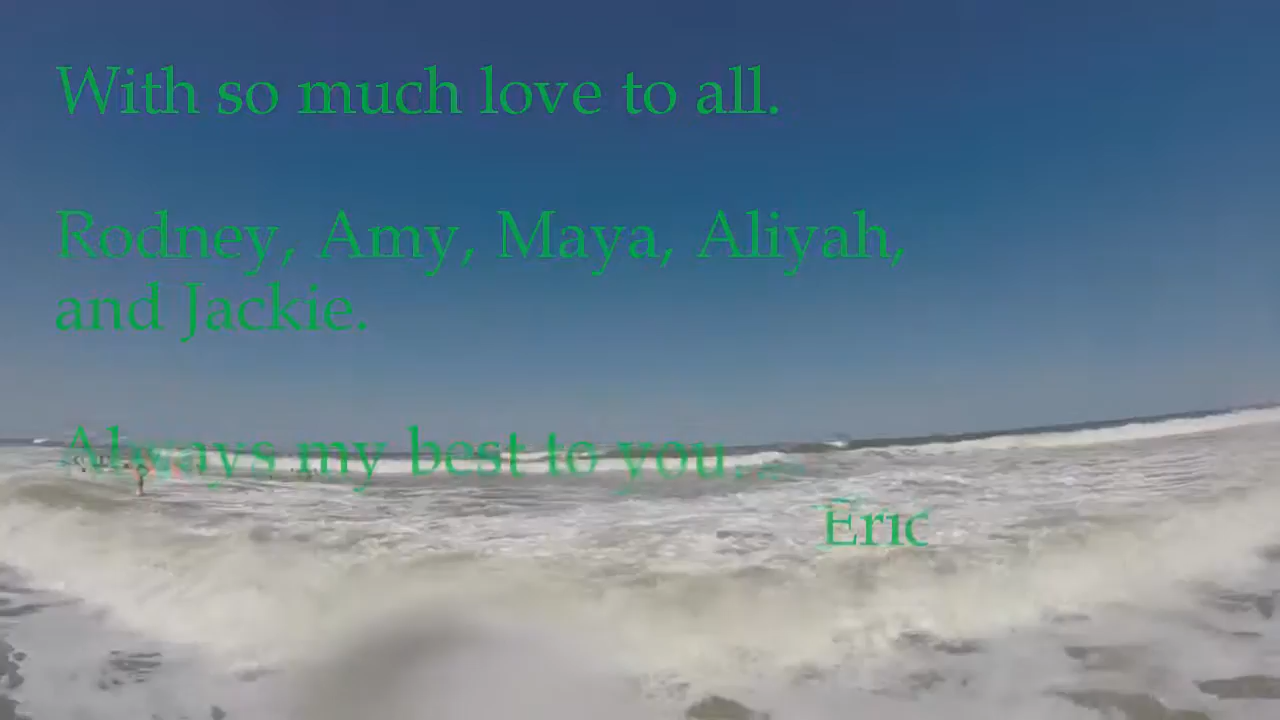 With so much love to all.
Rodney, Amy, Maya, Aliyah,
and Jackie.
Always my best to you.....
Eric